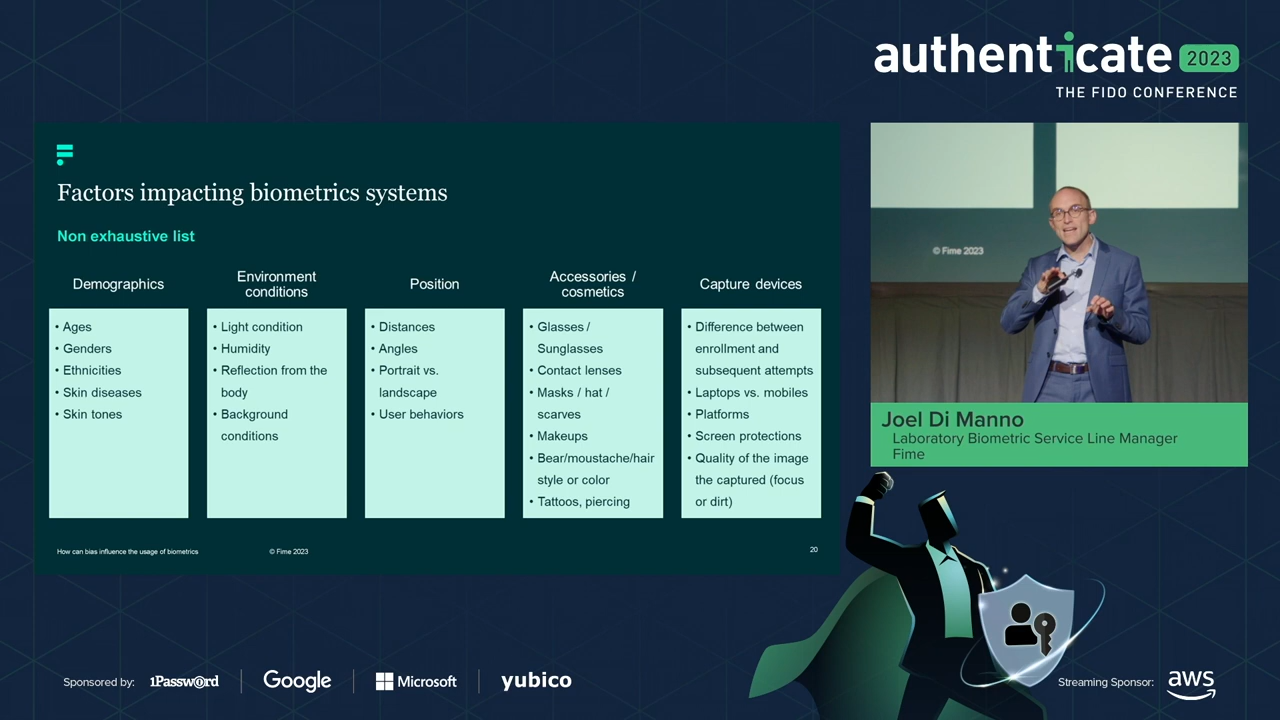 authenticate 2023
THE FIDO CONFERENCE
Factors impacting biometrics systems
Non exhaustive list
Demographics
• Ages
• Genders
• Ethnicities
• Skin diseases
• Skin tones
Environment
conditions
• Light condition
• Humidity
• Reflection from the
body
• Background
conditions
Position
• Distances
• Angles
• Portrait vs.
landscape
• User behaviors
Accessories /
cosmetics
• Glasses /
Sunglasses
• Contact lenses
• Masks / hat /
scarves
• Makeups
• Bear/moustache/hair
style or color
• Tattoos, piercing
Capture devices
• Difference between
enrollment and
subsequent attempts
• Laptops vs. mobiles
• Platforms
• Screen protections
• Quality of the image
the captured (focus
or dirt)
How can bias influence the usage of biometrics
© Fime 2023
20
© Fime 2023
Joel Di Manno
Laboratory Biometric Service Line Manager
Fime
Sponsored by:
1Password
Google
Microsoft
yubico
Streaming Sponsor:
aws